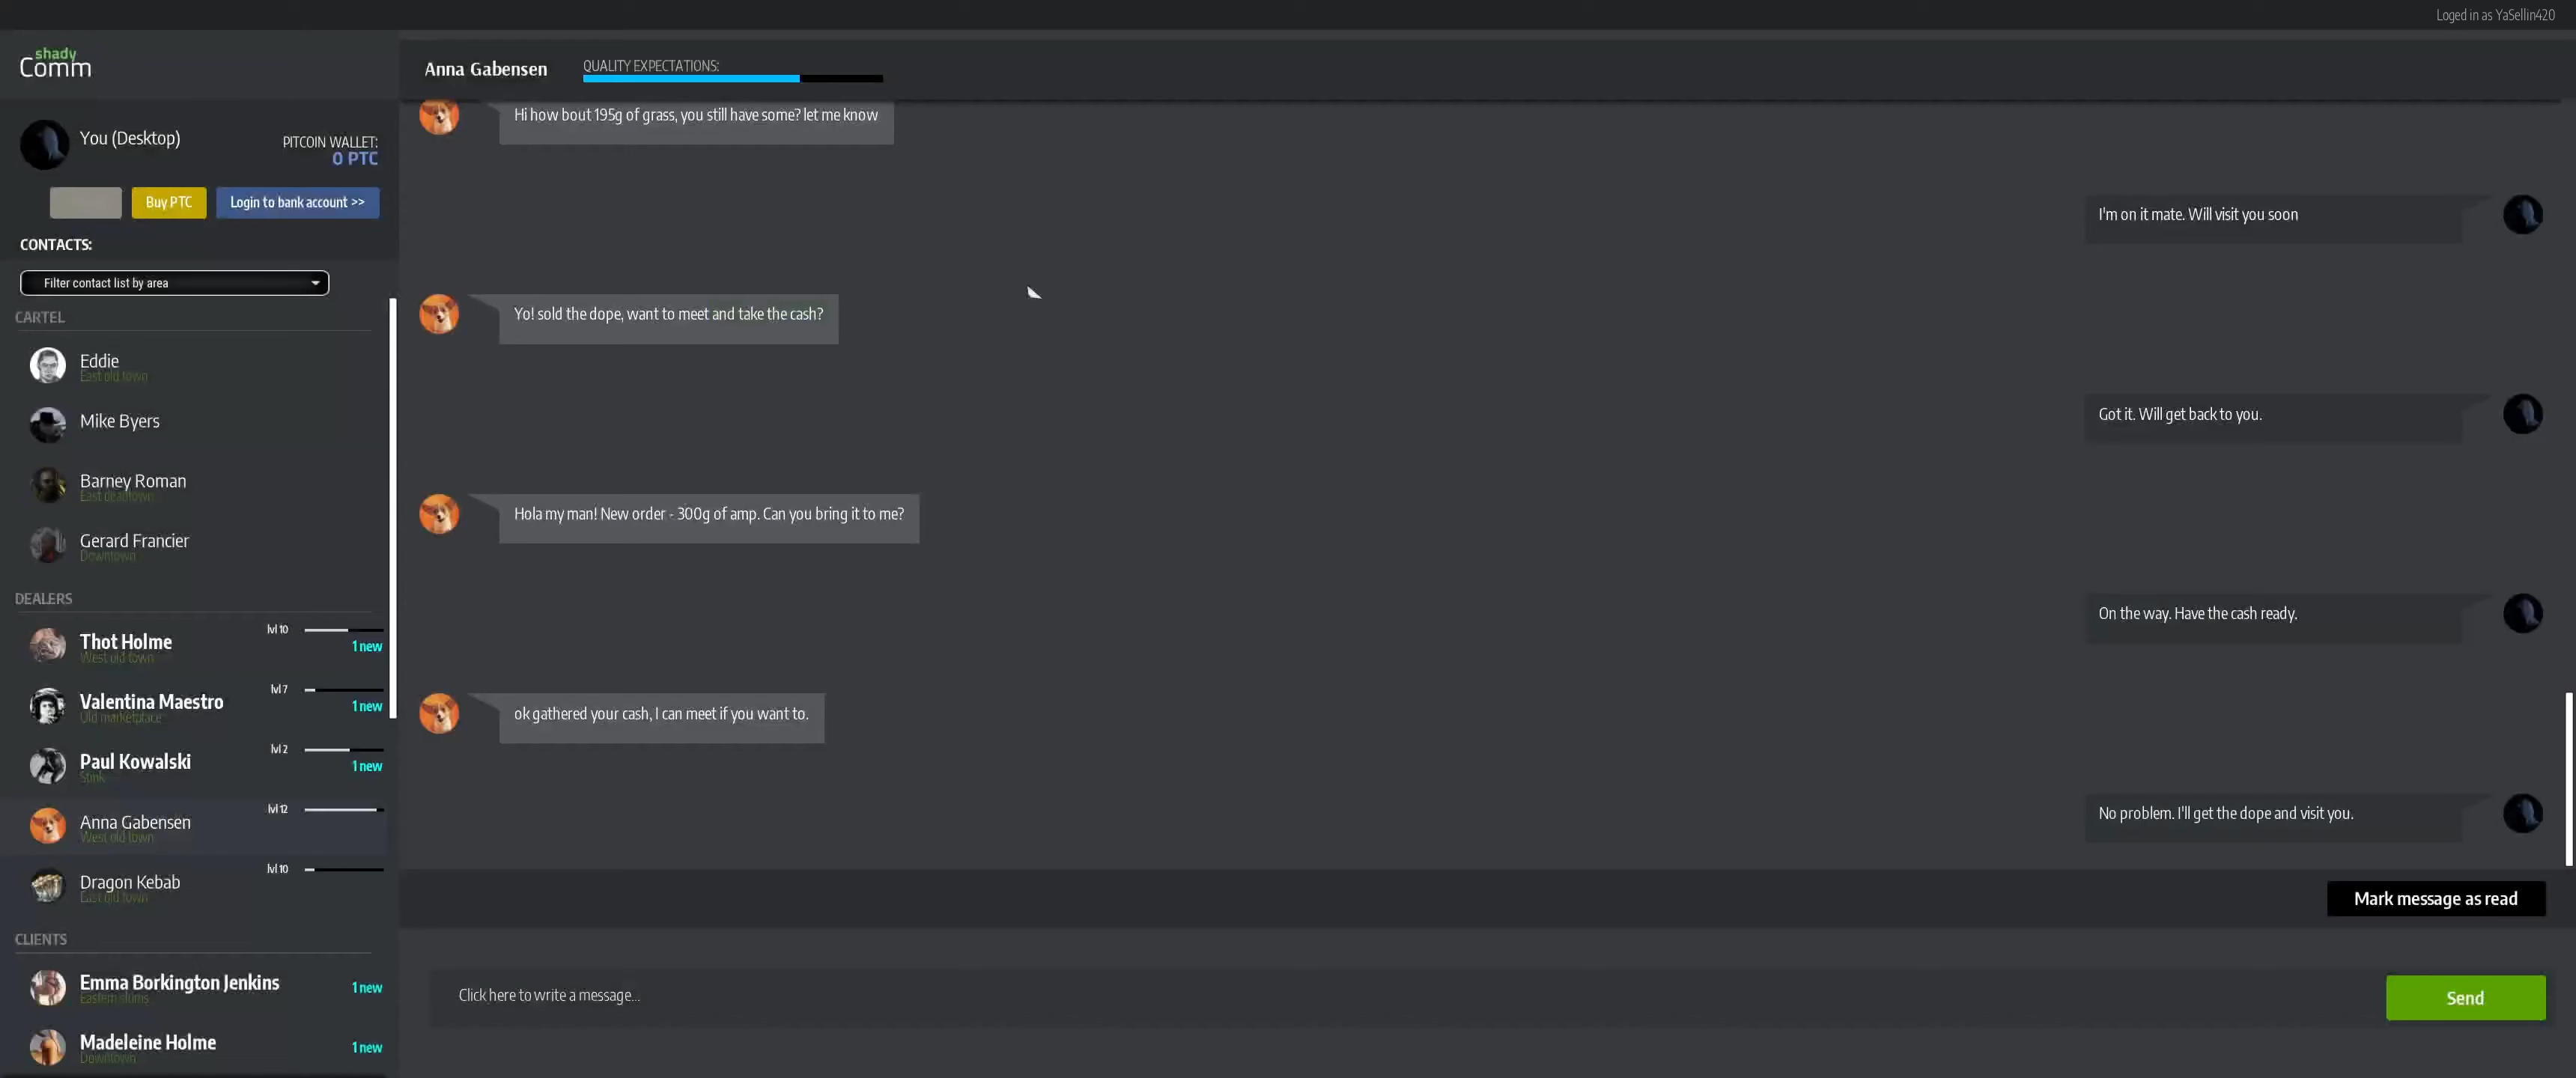 Loged in as YaSellin420
shady
Comm
You (Desktop)
PITCOIN WALLET:
0 PTC
Buy PTC
Login to bank account >>
CONTACTS:
Filter contact list by area
CARTEL
Eddie
East old town
Mike Byers
Barney Roman
East deadtown
Gerard Francier
Downtown
DEALERS
Thot Holme
lvl 10
1 new
West old town
Valentina Maestro
lvl 7
1 new
Old marketplace
Paul Kowalski
lvl 2
1 new
Stink
Anna Gabensen
lvl 12
West old town
Dragon Kebab
lvl 10
East old town
CLIENTS
Emma Borkington Jenkins
1 new
Eastern slums
Madeleine Holme
1 new
Downtown
Anna Gabensen
QUALITY EXPECTATIONS:
Hi how bout 195g of grass, you still have some? let me know
I'm on it mate. Will visit you soon
Yo! sold the dope, want to meet and take the cash?
Got it. Will get back to you.
Hola my man! New order - 300g of amp. Can you bring it to me?
On the way. Have the cash ready.
ok gathered your cash, I can meet if you want to.
No problem. I'll get the dope and visit you.
Mark message as read
Click here to write a message...
Send